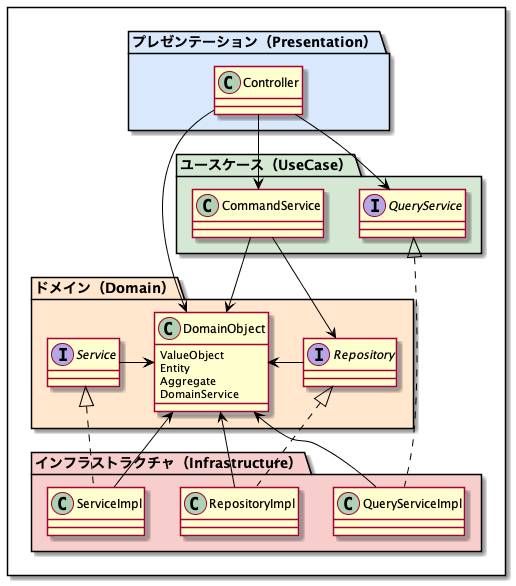 プレゼンテーション（Presentation）
C Controller
ユースケース（UseCase）
C CommandService
I QueryService
ドメイン（Domain）
I Service
C DomainObject
ValueObject
Entity
Aggregate
DomainService
I Repository
インフラストラクチャ（Infrastructure）
C ServiceImpl
C RepositoryImpl
C QueryServiceImpl